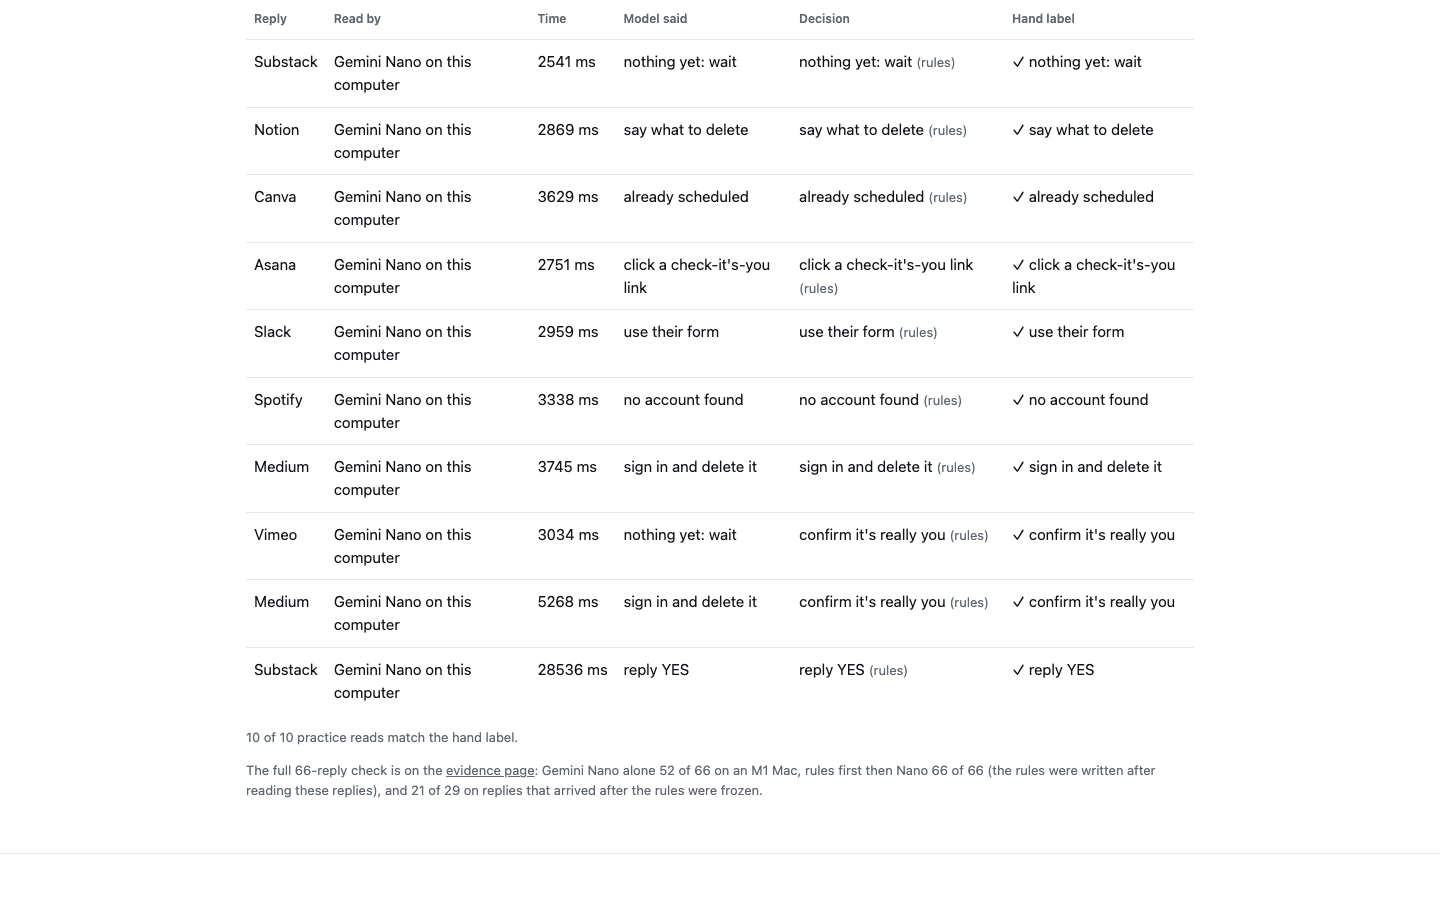 Reply Read by Time Model said Decision Hand label
Substack Gemini Nano on this computer 2541 ms nothing yet: wait nothing yet: wait (rules) ✓ nothing yet: wait
Notion Gemini Nano on this computer 2869 ms say what to delete say what to delete (rules) ✓ say what to delete
Canva Gemini Nano on this computer 3629 ms already scheduled already scheduled (rules) ✓ already scheduled
Asana Gemini Nano on this computer 2751 ms click a check-it's-you link click a check-it's-you link (rules) ✓ click a check-it's-you link
Slack Gemini Nano on this computer 2959 ms use their form use their form (rules) ✓ use their form
Spotify Gemini Nano on this computer 3338 ms no account found no account found (rules) ✓ no account found
Medium Gemini Nano on this computer 3745 ms sign in and delete it sign in and delete it (rules) ✓ sign in and delete it
Vimeo Gemini Nano on this computer 3034 ms nothing yet: wait confirm it's really you (rules) ✓ confirm it's really you
Medium Gemini Nano on this computer 5268 ms sign in and delete it confirm it's really you (rules) ✓ confirm it's really you
Substack Gemini Nano on this computer 28536 ms reply YES reply YES (rules) ✓ reply YES
10 of 10 practice reads match the hand label.
The full 66-reply check is on the evidence page: Gemini Nano alone 52 of 66 on an M1 Mac, rules first then Nano 66 of 66 (the rules were written after
reading these replies), and 21 of 29 on replies that arrived after the rules were frozen.